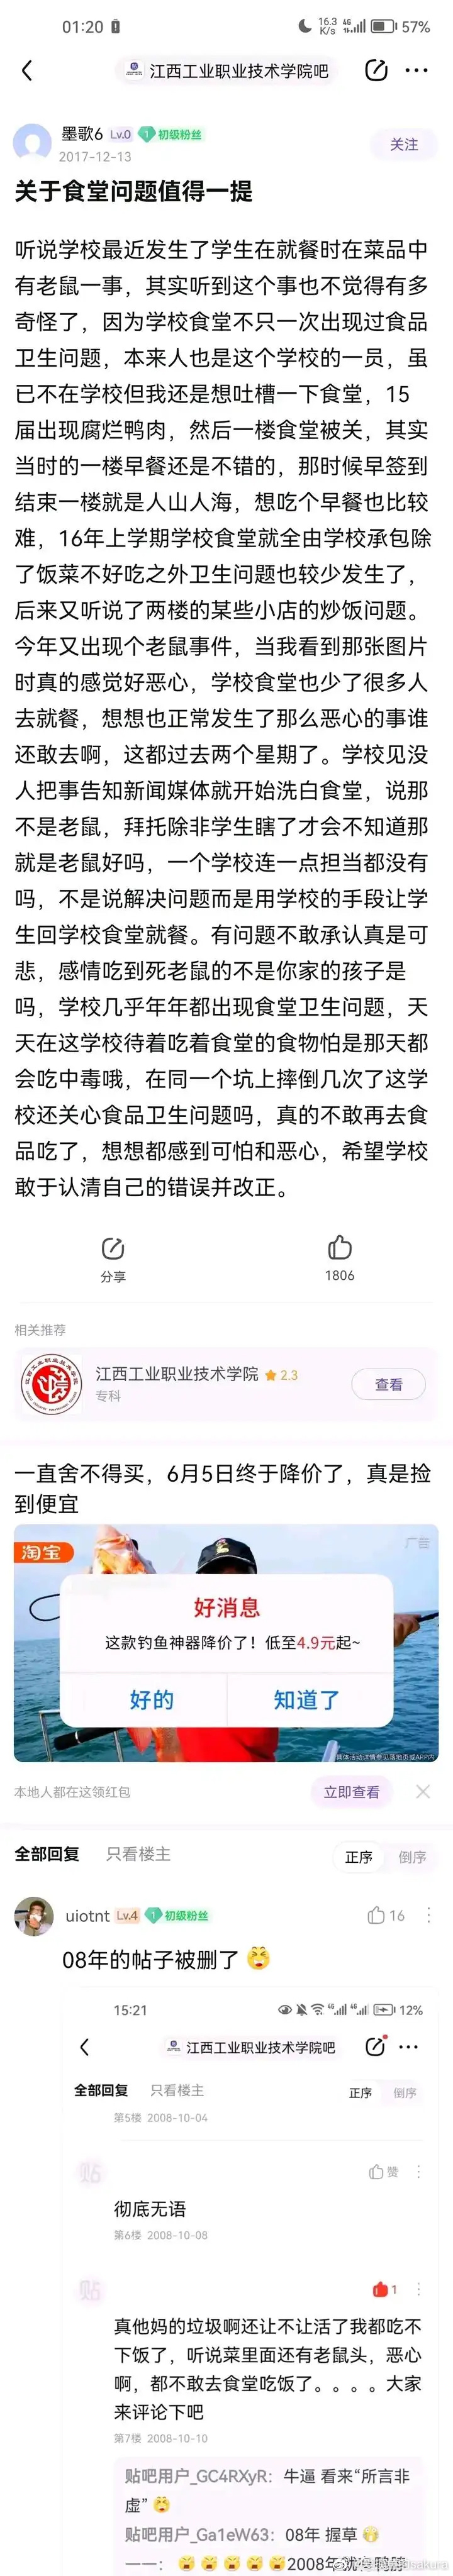 01:20
16.3 K/s 4G 57%
江西工业职业技术学院吧
墨歌6 Lv.0 1 初级粉丝
2017-12-13
关注
关于食堂问题值得一提
听说学校最近发生了学生在就餐时在菜品中
有老鼠一事，其实听到这个事也不觉得有多
奇怪了，因为学校食堂不只一次出现过食品
卫生问题，本来人也是这个学校的一员，虽
已不在学校但我还是想吐槽一下食堂，15
届出现腐烂鸭肉，然后一楼食堂被关，其实
当时的一楼早餐还是不错的，那时候早签到
结束一楼就是人山人海，想吃个早餐也比较
难，16年上学期学校食堂就全由学校承包除
了饭菜不好吃之外卫生问题也较少发生了，
后来又听说了两楼的某些小店的炒饭问题。
今年又出现个老鼠事件，当我看到那张图片
时真的感觉好恶心，学校食堂也少了很多人
去就餐，想想也正常发生了那么恶心的事谁
还敢去啊，这都过去两个星期了。学校见没
人把事告知新闻媒体就开始洗白食堂，说那
不是老鼠，拜托除非学生瞎了才会不知道那
就是老鼠好吗，一个学校连一点担当都没有
吗，不是说解决问题而是用学校的手段让学
生回学校食堂就餐。有问题不敢承认真是可
悲，感情吃到死老鼠的不是你家的孩子是
吗，学校几乎年年都出现食堂卫生问题，天
天在这学校待着吃着食堂的食物怕是那天都
会吃中毒哦，在同一个坑上摔倒几次了这学
校还关心食品卫生问题吗，真的不敢再去食
品吃了，想想都感到可怕和恶心，希望学校
敢于认清自己的错误并改正。
分享
1806
相关推荐
江西工业职业技术学院 2.3
专科
查看
一直舍不得买，6月5日终于降价了，真是捡
到便宜
淘宝
广告
好消息
这款钓鱼神器降价了！低至4.9元起~
好的
知道了
具体活动详情参见落地页或APP内
本地人都在这领红包
立即查看
全部回复
只看楼主
正序
倒序
uiotnt Lv.4 1 初级粉丝
16
08年的帖子被删了
15:21
4G 4G 12%
江西工业职业技术学院吧
全部回复
只看楼主
正序
倒序
第5楼 2008-10-04
贴
赞
彻底无语
第6楼 2008-10-08
贴
1
真他妈的垃圾啊还让不让活了我都吃不
下饭了，听说菜里面还有老鼠头，恶心
啊，都不敢去食堂吃饭了。。。。大家
来评论下吧
第7楼 2008-10-10
贴吧用户_GC4RXyR：牛逼 看来“所言非
虚”
贴吧用户_Ga1eW63：08年 握草
一一：
2008年就有鸭脖